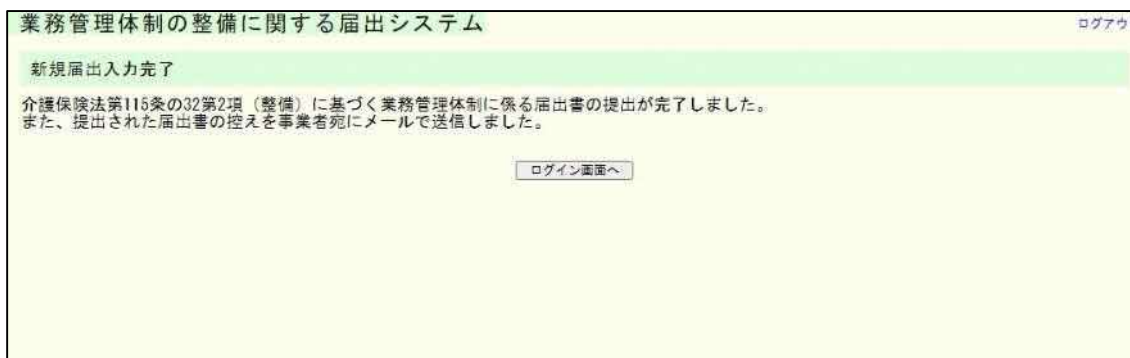 業務管理体制の整備に関する届出システム
ログアウ
新規届出入力完了
介護保険法第115条の32第2項（整備）に基づく業務管理体制に係る届出書の提出が完了しました。
また、提出された届出書の控えを事業者宛にメールで送信しました。
ログイン画面へ